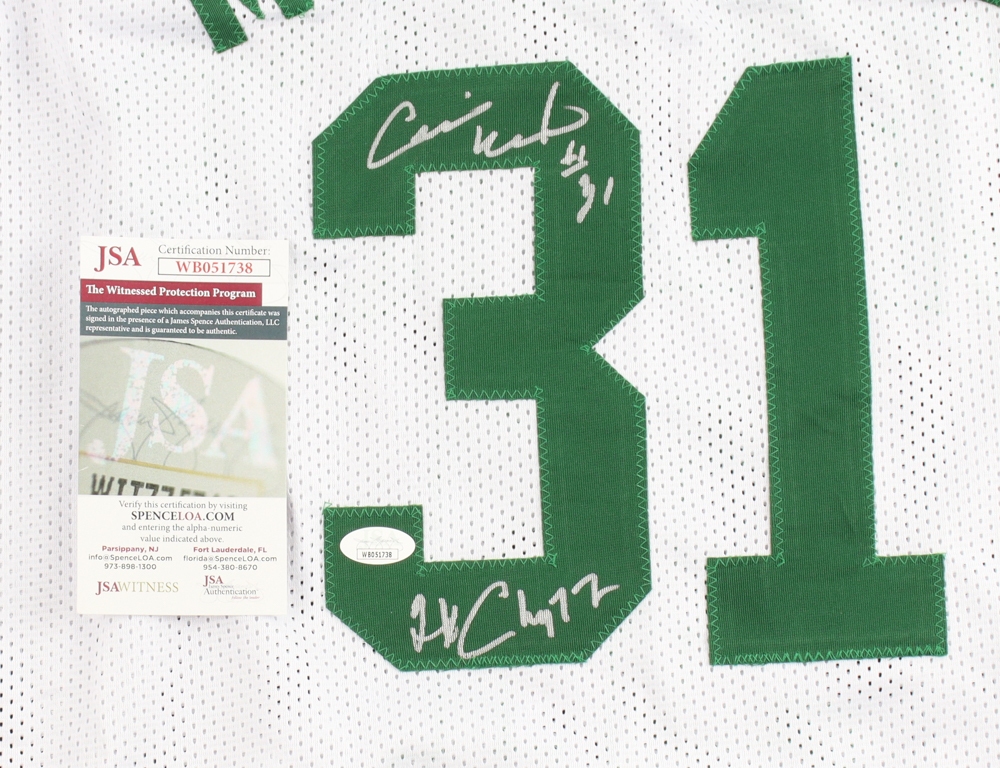 31
#31
JSA
Certification Number:
WB051738
The Witnessed Protection Program
The autographed piece which accompanies this certificate was
signed in the presence of a James Spence Authentication, LLC
representative and is guaranteed to be authentic.
JSA
Verify this certification by visiting
SPENCELOA.COM
and entering the alpha-numeric
value indicated above.
Parsippany, NJ
info@SpenceLOA.com
973-898-1300
Fort Lauderdale, FL
florida@SpenceLOA.com
954-380-8670
JSAWITNESS
JSA
Authentication
WB051738